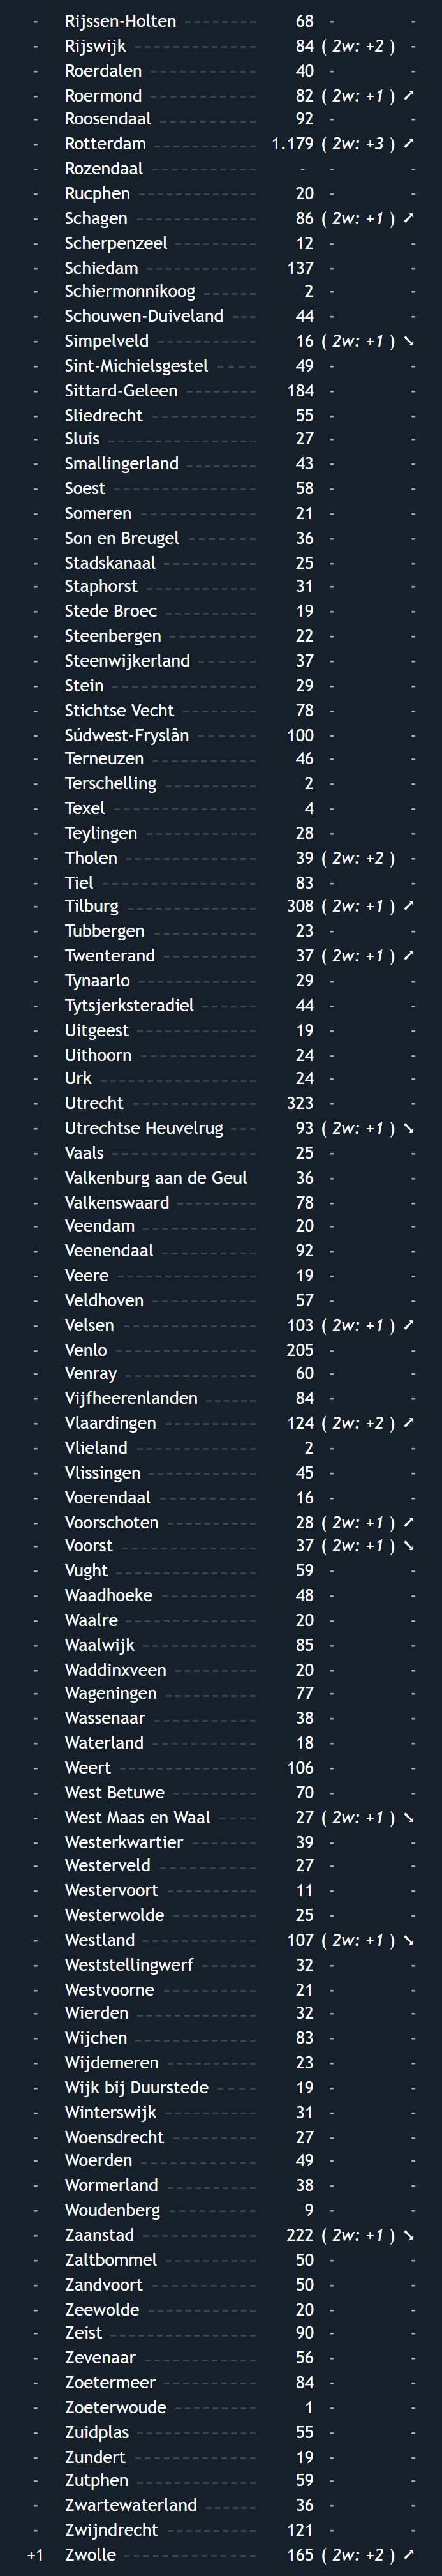 - Rijssen-Holten 68 - -
- Rijswijk 84 ( 2w: +2 ) -
- Roerdalen 40 - -
- Roermond 82 ( 2w: +1 ) ➚
- Roosendaal 92 - -
- Rotterdam 1.179 ( 2w: +3 ) ➚
- Rozendaal - - -
- Rucphen 20 - -
- Schagen 86 ( 2w: +1 ) ➚
- Scherpenzeel 12 - -
- Schiedam 137 - -
- Schiermonnikoog 2 - -
- Schouwen-Duiveland 44 - -
- Simpelveld 16 ( 2w: +1 ) ➘
- Sint-Michielsgestel 49 - -
- Sittard-Geleen 184 - -
- Sliedrecht 55 - -
- Sluis 27 - -
- Smallingerland 43 - -
- Soest 58 - -
- Someren 21 - -
- Son en Breugel 36 - -
- Stadskanaal 25 - -
- Staphorst 31 - -
- Stede Broec 19 - -
- Steenbergen 22 - -
- Steenwijkerland 37 - -
- Stein 29 - -
- Stichtse Vecht 78 - -
- Súdwest-Fryslân 100 - -
- Terneuzen 46 - -
- Terschelling 2 - -
- Texel 4 - -
- Teylingen 28 - -
- Tholen 39 ( 2w: +2 ) -
- Tiel 83 - -
- Tilburg 308 ( 2w: +1 ) ➚
- Tubbergen 23 - -
- Twenterand 37 ( 2w: +1 ) ➚
- Tynaarlo 29 - -
- Tytsjerksteradiel 44 - -
- Uitgeest 19 - -
- Uithoorn 24 - -
- Urk 24 - -
- Utrecht 323 - -
- Utrechtse Heuvelrug 93 ( 2w: +1 ) ➘
- Vaals 25 - -
- Valkenburg aan de Geul 36 - -
- Valkenswaard 78 - -
- Veendam 20 - -
- Veenendaal 92 - -
- Veere 19 - -
- Veldhoven 57 - -
- Velsen 103 ( 2w: +1 ) ➚
- Venlo 205 - -
- Venray 60 - -
- Vijfheerenlanden 84 - -
- Vlaardingen 124 ( 2w: +2 ) ➚
- Vlieland 2 - -
- Vlissingen 45 - -
- Voerendaal 16 - -
- Voorschoten 28 ( 2w: +1 ) ➚
- Voorst 37 ( 2w: +1 ) ➘
- Vught 59 - -
- Waadhoeke 48 - -
- Waalre 20 - -
- Waalwijk 85 - -
- Waddinxveen 20 - -
- Wageningen 77 - -
- Wassenaar 38 - -
- Waterland 18 - -
- Weert 106 - -
- West Betuwe 70 - -
- West Maas en Waal 27 ( 2w: +1 ) ➘
- Westerkwartier 39 - -
- Westerveld 27 - -
- Westervoort 11 - -
- Westerwolde 25 - -
- Westland 107 ( 2w: +1 ) ➘
- Weststellingwerf 32 - -
- Westvoorne 21 - -
- Wierden 32 - -
- Wijchen 83 - -
- Wijdemeren 23 - -
- Wijk bij Duurstede 19 - -
- Winterswijk 31 - -
- Woensdrecht 27 - -
- Woerden 49 - -
- Wormerland 38 - -
- Woudenberg 9 - -
- Zaanstad 222 ( 2w: +1 ) ➘
- Zaltbommel 50 - -
- Zandvoort 50 - -
- Zeewolde 20 - -
- Zeist 90 - -
- Zevenaar 56 - -
- Zoetermeer 84 - -
- Zoeterwoude 1 - -
- Zuidplas 55 - -
- Zundert 19 - -
- Zutphen 59 - -
- Zwartewaterland 36 - -
- Zwijndrecht 121 - -
+1 Zwolle 165 ( 2w: +2 ) ➚